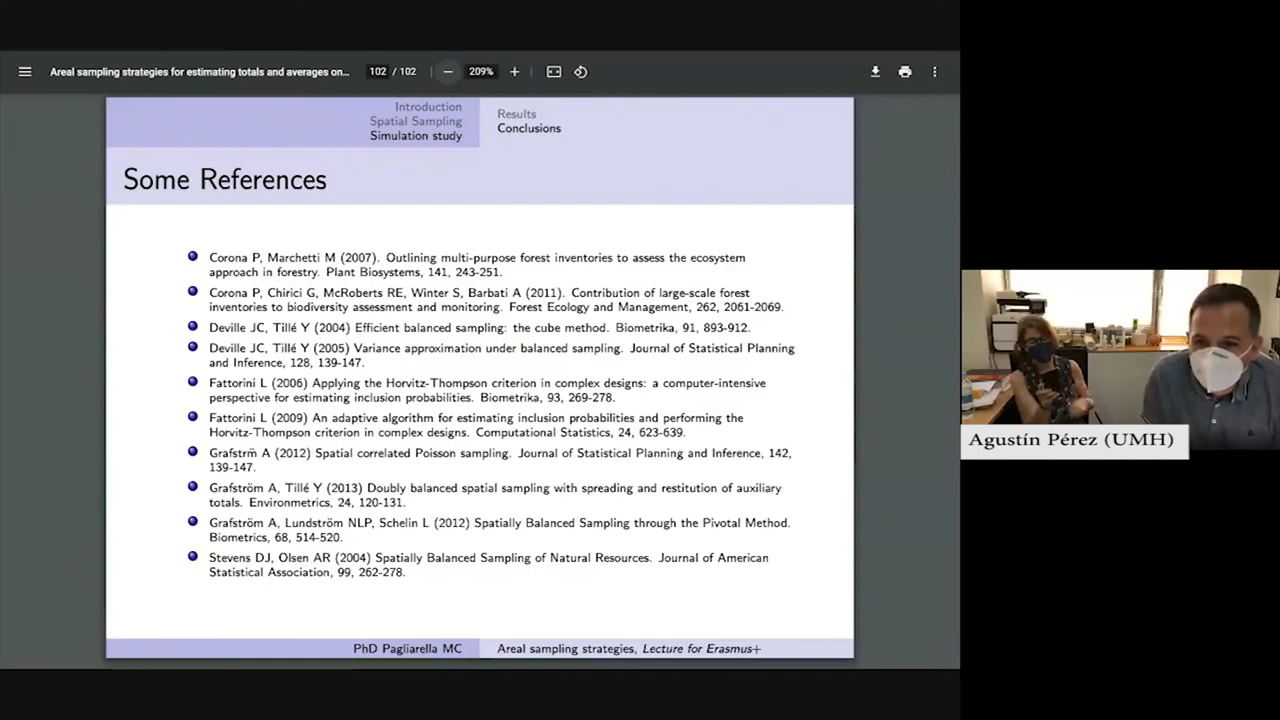 Areal sampling strategies for estimating totals and averages on...
102 / 102
209%
Introduction
Spatial Sampling
Simulation study
Results
Conclusions
Some References
Corona P, Marchetti M (2007). Outlining multi-purpose forest inventories to assess the ecosystem
approach in forestry. Plant Biosystems, 141, 243-251.
Corona P, Chirici G, McRoberts RE, Winter S, Barbati A (2011). Contribution of large-scale forest
inventories to biodiversity assessment and monitoring. Forest Ecology and Management, 262, 2061-2069.
Deville JC, Tillé Y (2004) Efficient balanced sampling: the cube method. Biometrika, 91, 893-912.
Deville JC, Tillé Y (2005) Variance approximation under balanced sampling. Journal of Statistical Planning
and Inference, 128, 139-147.
Fattorini L (2006) Applying the Horvitz-Thompson criterion in complex designs: a computer-intensive
perspective for estimating inclusion probabilities. Biometrika, 93, 269-278.
Fattorini L (2009) An adaptive algorithm for estimating inclusion probabilities and performing the
Horvitz-Thompson criterion in complex designs. Computational Statistics, 24, 623-639.
Grafstrm̈ A (2012) Spatial correlated Poisson sampling. Journal of Statistical Planning and Inference, 142,
139-147.
Grafström A, Tillé Y (2013) Doubly balanced spatial sampling with spreading and restitution of auxiliary
totals. Environmetrics, 24, 120-131.
Grafström A, Lundström NLP, Schelin L (2012) Spatially Balanced Sampling through the Pivotal Method.
Biometrics, 68, 514-520.
Stevens DJ, Olsen AR (2004) Spatially Balanced Sampling of Natural Resources. Journal of American
Statistical Association, 99, 262-278.
PhD Pagliarella MC
Areal sampling strategies, Lecture for Erasmus+
Agustín Pérez (UMH)